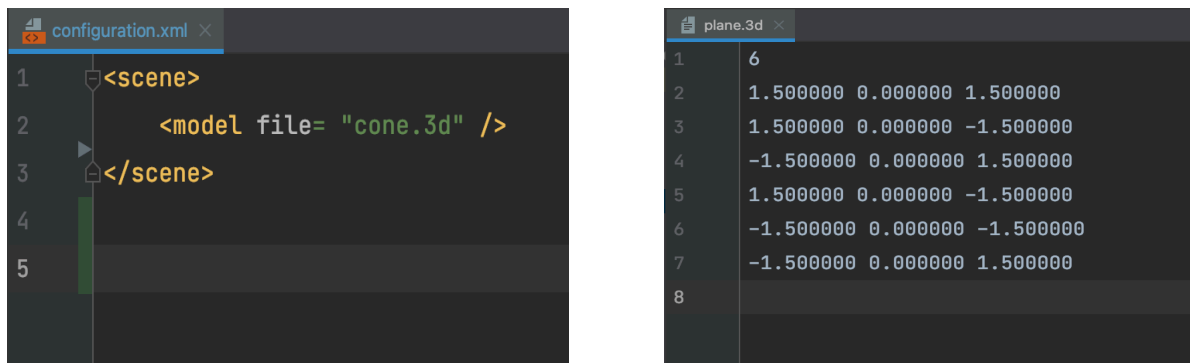 configuration.xml
1 <scene>
2 <model file= "cone.3d" />
3 </scene>
4
5
plane.3d
1 6
2 1.500000 0.000000 1.500000
3 1.500000 0.000000 -1.500000
4 -1.500000 0.000000 1.500000
5 1.500000 0.000000 -1.500000
6 -1.500000 0.000000 -1.500000
7 -1.500000 0.000000 1.500000
8